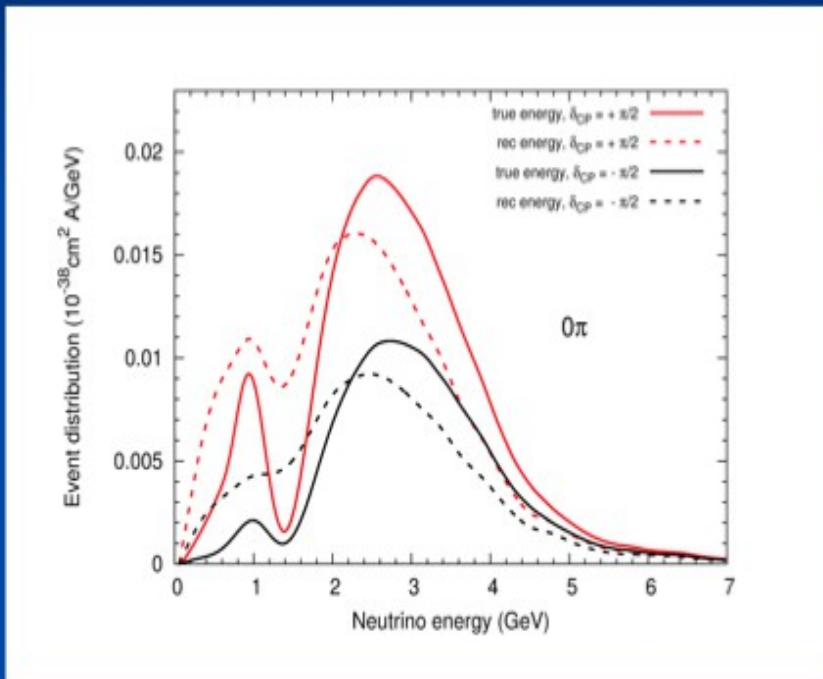 true energy, δCP = + π/2
rec energy, δCP = + π/2
true energy, δCP = - π/2
rec energy, δCP = - π/2
0.02
0.015
0.01
0.005
0
0π
Event distribution (10⁻³⁸cm² A/GeV)
0 1 2 3 4 5 6 7
Neutrino energy (GeV)